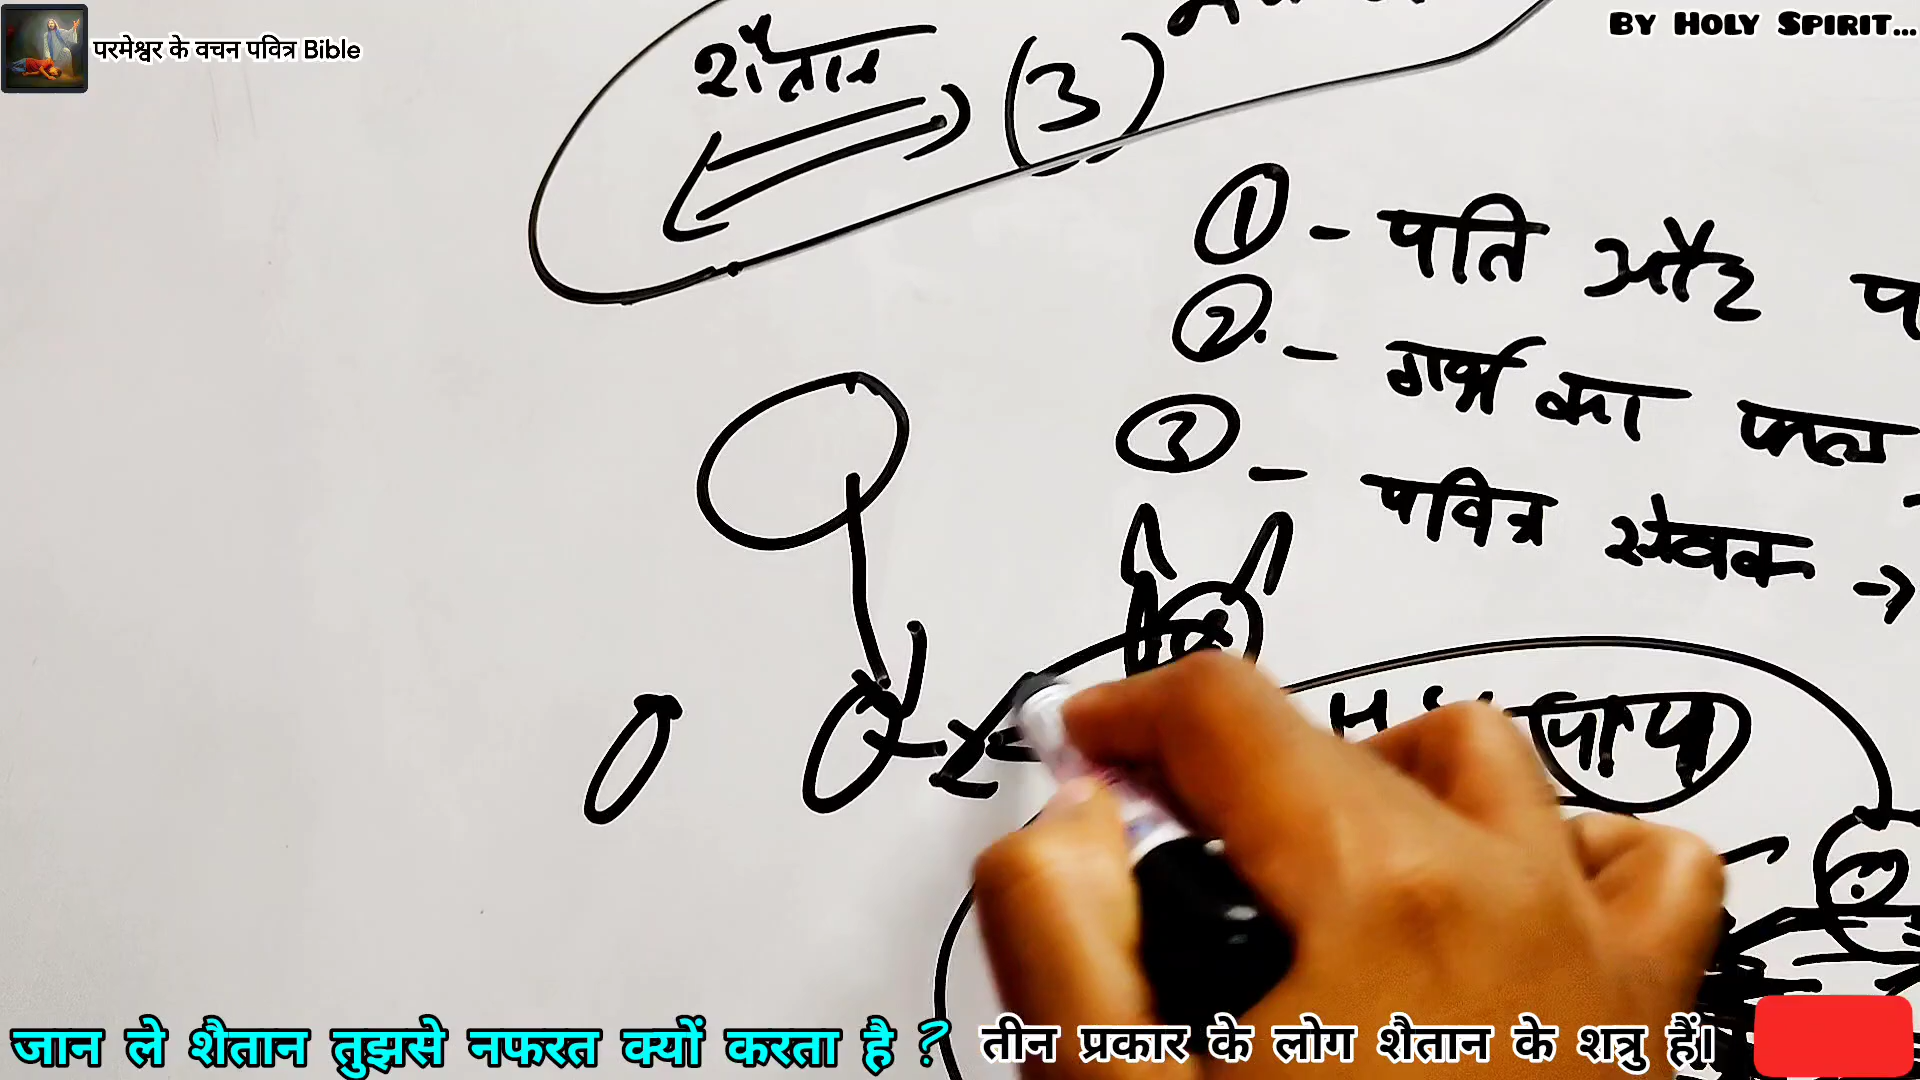 परमेश्वर के वचन पवित्र Bible
By Holy Spirit...
शैतान (3)
① - पति और प
② - गर्भ का फल
③ - पवित्र सेवक →
पाप
जान ले शैतान तुझसे नफरत क्यों करता है ? तीन प्रकार के लोग शैतान के शत्रु हैं।